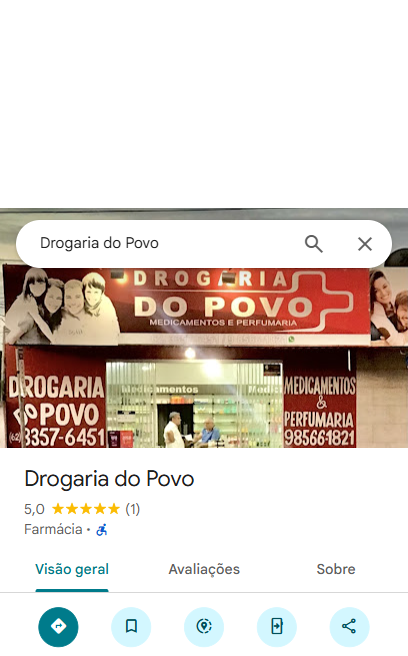 Drogaria do Povo
DROGARIA
DO POVO
MEDICAMENTOS E PERFUMARIA
DROGARIA
DO POVO
(62) 3357-6451
Medicamentos
MEDICAMENTOS
&
PERFUMARIA
985661821
Drogaria do Povo
5,0 ★★★★★ (1)
Farmácia ·
Visão geral
Avaliações
Sobre